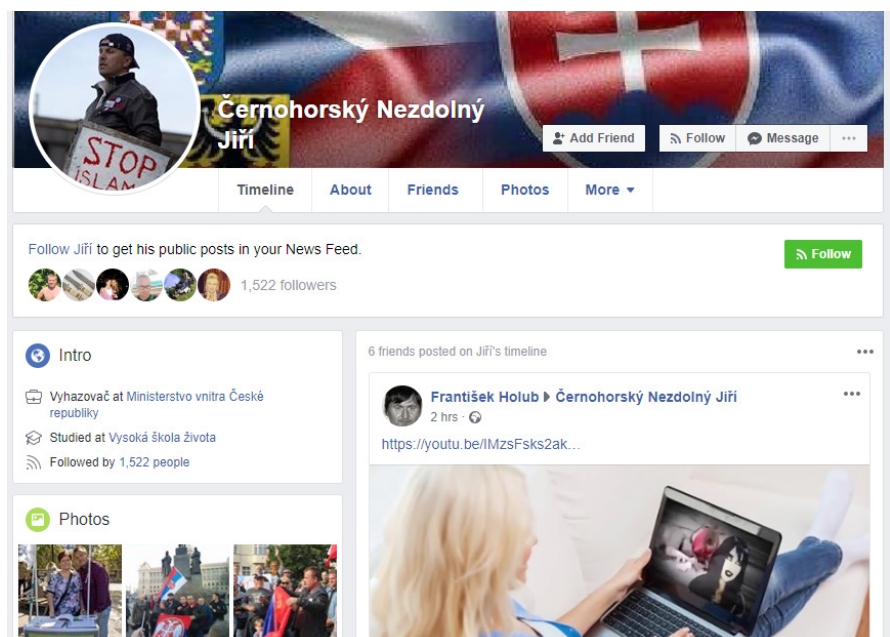 Černohorský Nezdolný
Jiří
STOP
ISLAM
Add Friend
Follow
Message
Timeline
About
Friends
Photos
More
Follow Jiří to get his public posts in your News Feed.
Follow
1,522 followers
Intro
Vyhazovač at Ministerstvo vnitra České
republiky
Studied at Vysoká škola života
Followed by 1,522 people
Photos
6 friends posted on Jiří's timeline
František Holub Černohorský Nezdolný Jiří
2 hrs ·
https://youtu.be/IMzsFsks2ak...